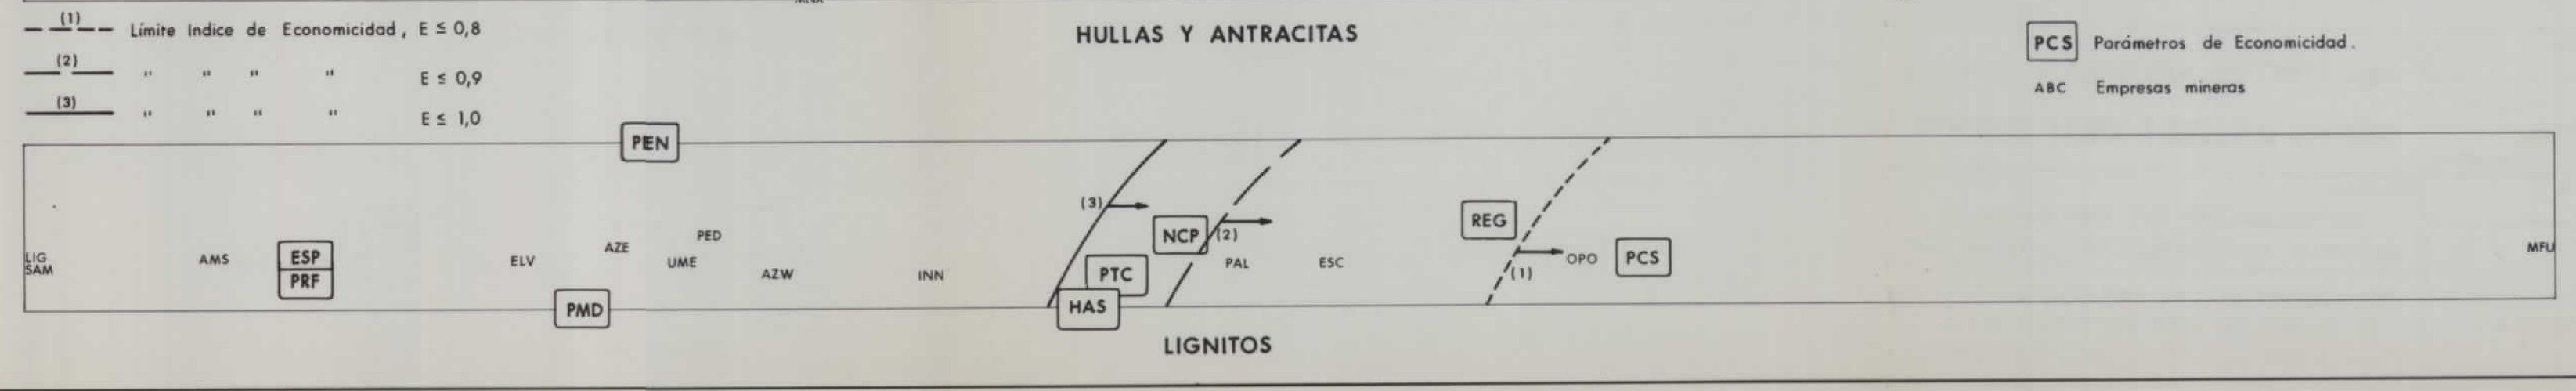 (1) Límite Indice de Economicidad, E ≤ 0,8
(2) " " " " E ≤ 0,9
(3) " " " " E ≤ 1,0
HULLAS Y ANTRACITAS
PCS Parámetros de Economicidad.
ABC Empresas mineras
PEN
(3)
NCP
(2)
REG
(1)
LIG
SAM
AMS
ESP
PRF
ELV
AZE
PED
UME
AZW
INN
PTC
PAL
ESC
OPO
PCS
MFU
PMD
HAS
LIGNITOS